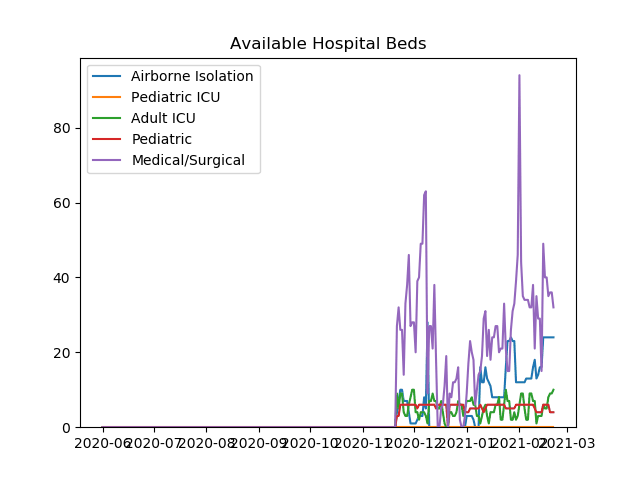 Available Hospital Beds
Airborne Isolation
Pediatric ICU
Adult ICU
Pediatric
Medical/Surgical
80
60
40
20
0
2020-06 2020-07 2020-08 2020-09 2020-10 2020-11 2020-12 2021-01 2021-02 2021-03